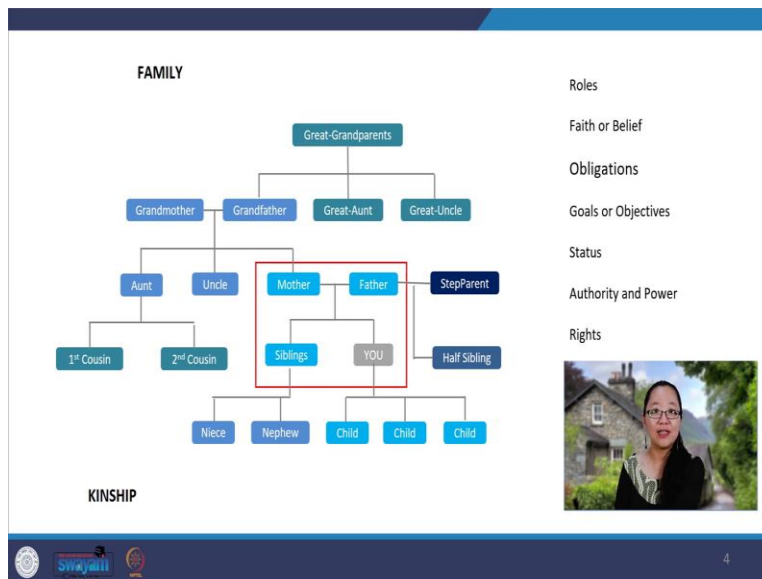 FAMILY
Great-Grandparents
Grandmother
Grandfather
Great-Aunt
Great-Uncle
Aunt
Uncle
Mother
Father
StepParent
1st Cousin
2nd Cousin
Siblings
YOU
Half Sibling
Niece
Nephew
Child
Child
Child
KINSHIP
Roles
Faith or Belief
Obligations
Goals or Objectives
Status
Authority and Power
Rights
swayam
4